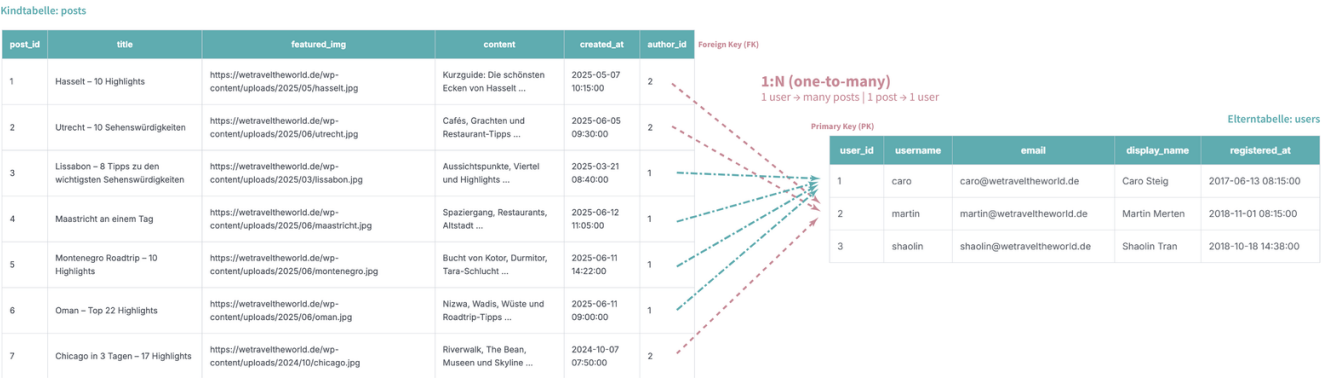 Kindtabelle: posts
post_id title featured_img content created_at author_id Foreign Key (FK)
1 Hasselt – 10 Highlights https://wetraveltheworld.de/wp-content/uploads/2025/05/hasselt.jpg Kurzguide: Die schönsten Ecken von Hasselt ... 2025-05-07 10:15:00 2
2 Utrecht – 10 Sehenswürdigkeiten https://wetraveltheworld.de/wp-content/uploads/2025/06/utrecht.jpg Cafés, Grachten und Restaurant-Tipps ... 2025-06-05 09:30:00 2
3 Lissabon – 8 Tipps zu den wichtigsten Sehenswürdigkeiten https://wetraveltheworld.de/wp-content/uploads/2025/03/lissabon.jpg Aussichtspunkte, Viertel und Highlights ... 2025-03-21 08:40:00 1
4 Maastricht an einem Tag https://wetraveltheworld.de/wp-content/uploads/2025/06/maastricht.jpg Spaziergang, Restaurants, Altstadt ... 2025-06-12 11:05:00 1
5 Montenegro Roadtrip – 10 Highlights https://wetraveltheworld.de/wp-content/uploads/2025/06/montenegro.jpg Bucht von Kotor, Durmitor, Tara-Schlucht ... 2025-06-11 14:22:00 1
6 Oman – Top 22 Highlights https://wetraveltheworld.de/wp-content/uploads/2025/06/oman.jpg Nizwa, Wadis, Wüste und Roadtrip-Tipps ... 2025-06-11 09:00:00 1
7 Chicago in 3 Tagen – 17 Highlights https://wetraveltheworld.de/wp-content/uploads/2024/10/chicago.jpg Riverwalk, The Bean, Museen und Skyline ... 2024-10-07 07:50:00 2
1:N (one-to-many)
1 user → many posts | 1 post → 1 user
Elterntabelle: users
Primary Key (PK)
user_id username email display_name registered_at
1 caro caro@wetraveltheworld.de Caro Steig 2017-06-13 08:15:00
2 martin martin@wetraveltheworld.de Martin Merten 2018-11-01 08:15:00
3 shaolin shaolin@wetraveltheworld.de Shaolin Tran 2018-10-18 14:38:00